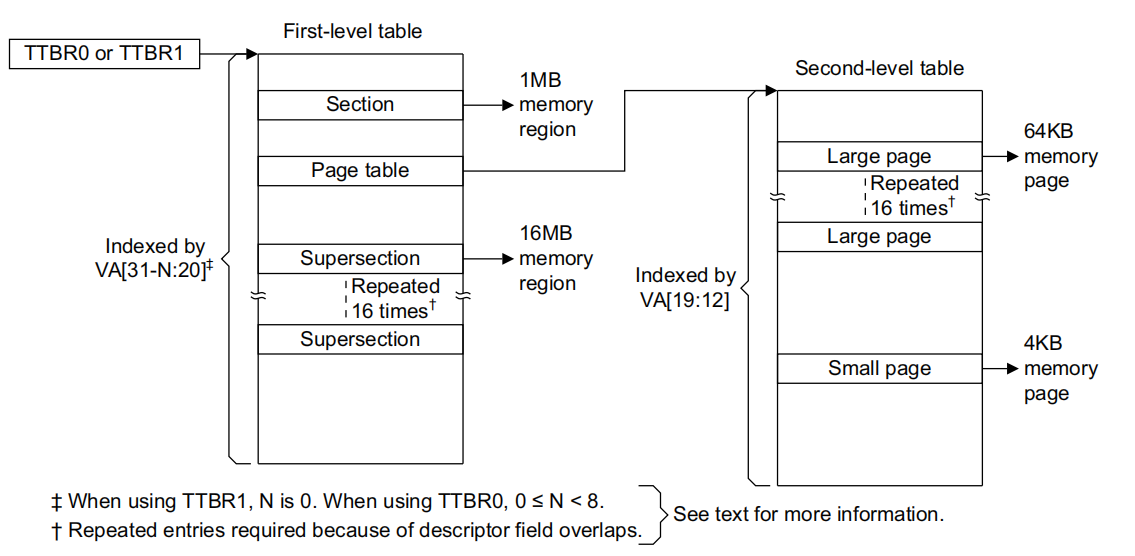 First-level table
TTBR0 or TTBR1
Second-level table
Section
1MB
memory
region
Page table
64KB
memory
page
Large page
Repeated
16 times†
Large page
Indexed by
VA[31-N:20]‡
Supersection
16MB
memory
region
Repeated
16 times†
Supersection
Indexed by
VA[19:12]
Small page
4KB
memory
page
‡ When using TTBR1, N is 0. When using TTBR0, 0 ≤ N < 8.
† Repeated entries required because of descriptor field overlaps.
See text for more information.